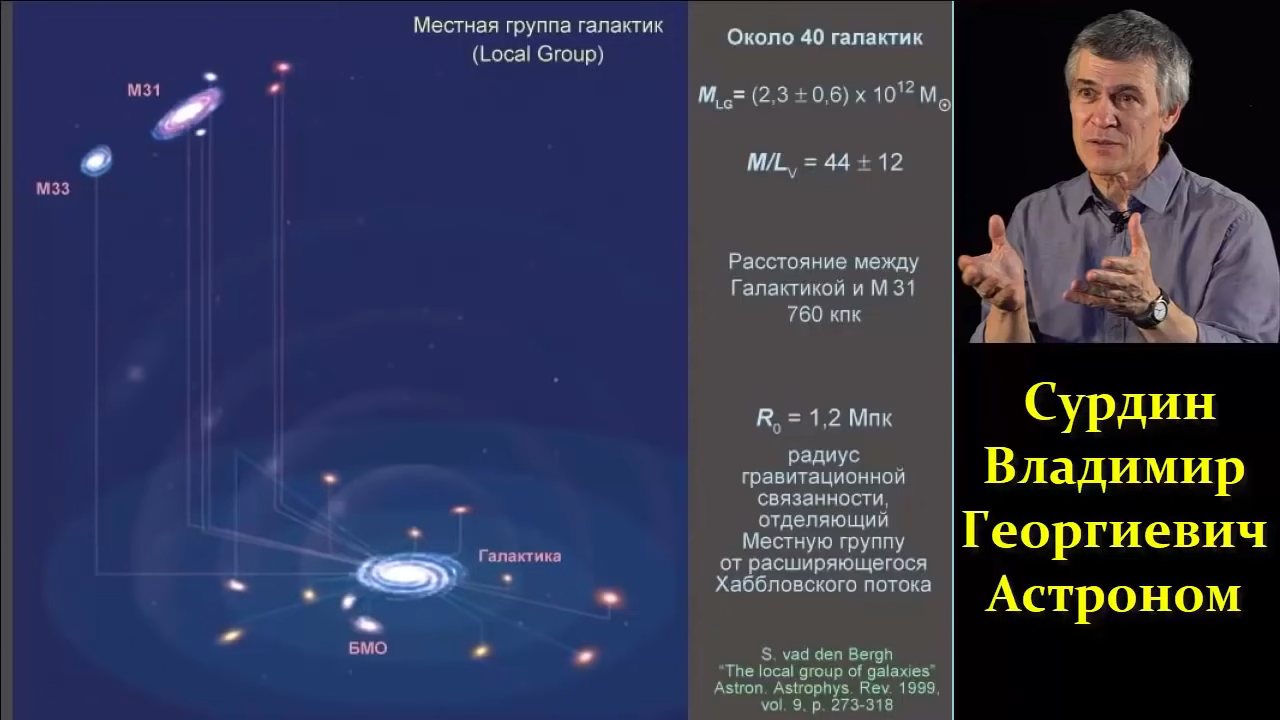 Местная группа галактик
(Local Group)
М31
М33
Галактика
БМО
Около 40 галактик
M_LG = (2,3 ± 0,6) x 10^12 M_⊙
M/L_V = 44 ± 12
Расстояние между
Галактикой и М 31
760 кпк
R_0 = 1,2 Мпк
радиус
гравитационной
связанности,
отделяющий
Местную группу
от расширяющегося
Хаббловского потока
S. vad den Bergh
“The local group of galaxies”
Astron. Astrophys. Rev. 1999,
vol. 9, p. 273-318
Сурдин
Владимир
Георгиевич
Астроном